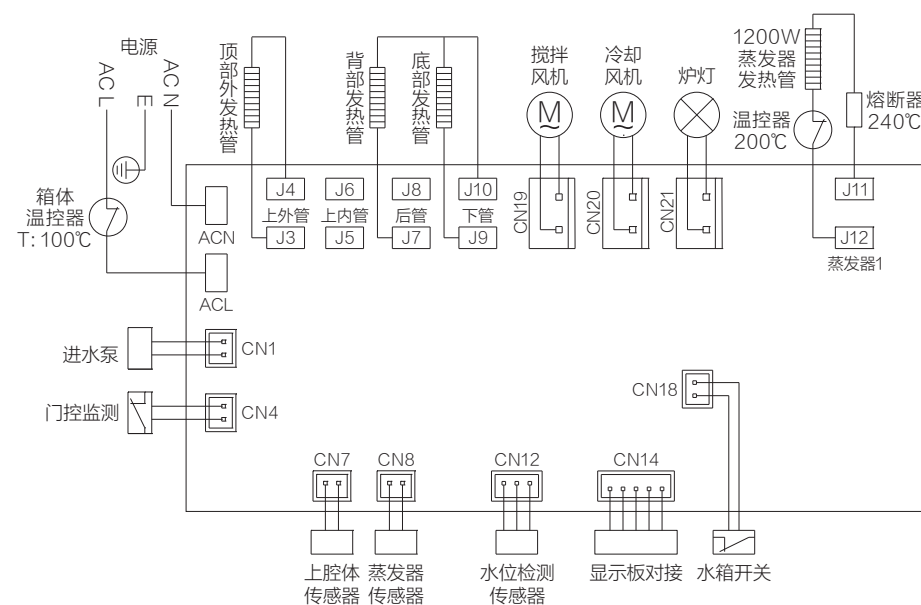 电源
AC L
E
AC N
顶部外发热管
背部发热管
底部发热管
搅拌
风机
M
冷却
风机
M
炉灯
1200W
蒸发器
发热管
温控器
200℃
熔断器
240℃
箱体
温控器
T:100℃
ACN
ACL
J4
上外管
J3
J6
上内管
J5
J8
后管
J7
J10
下管
J9
CN19
CN20
CN21
J11
J12
蒸发器1
进水泵
CN1
门控监测
CN4
CN18
CN7
CN8
CN12
CN14
上腔体
传感器
蒸发器
传感器
水位检测
传感器
显示板对接
水箱开关